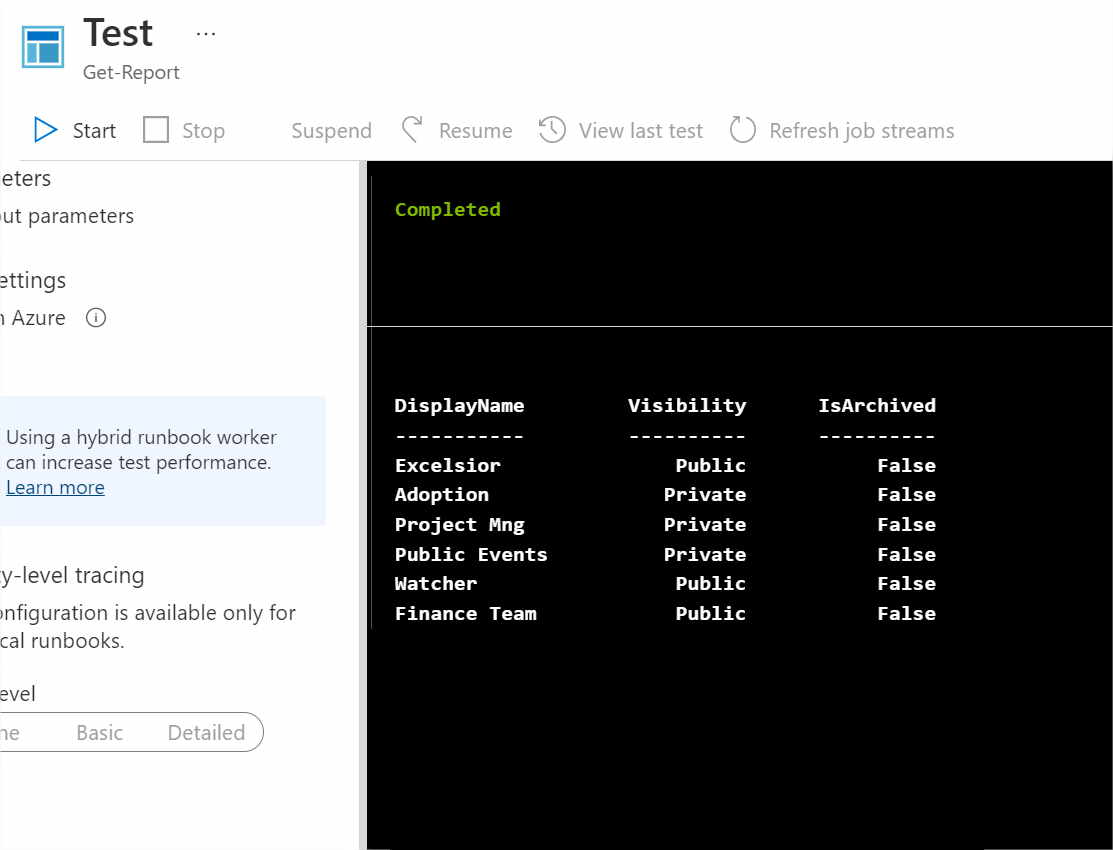 Test ...
Get-Report
Start Stop Suspend Resume View last test Refresh job streams
eters
ut parameters
ettings
n Azure
Using a hybrid runbook worker
can increase test performance.
Learn more
y-level tracing
onfiguration is available only for
cal runbooks.
evel
ne Basic Detailed
Completed
DisplayName Visibility IsArchived
----------- ---------- ----------
Excelsior Public False
Adoption Private False
Project Mng Private False
Public Events Private False
Watcher Public False
Finance Team Public False